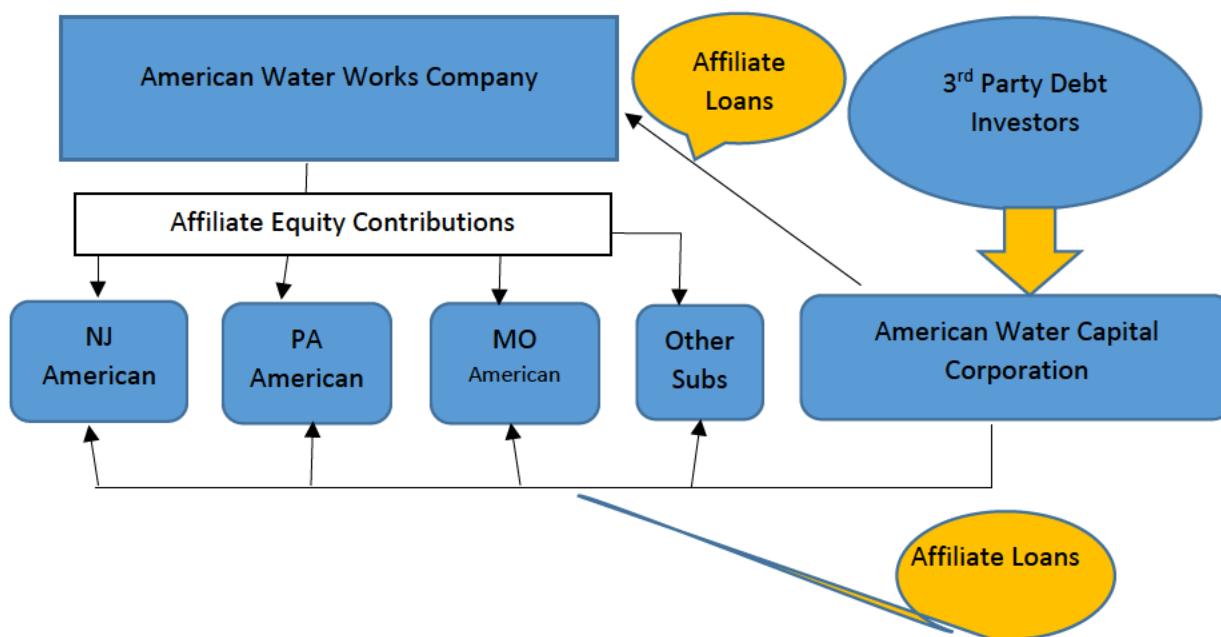 American Water Works Company
Affiliate
Loans
3rd Party Debt
Investors
Affiliate Equity Contributions
NJ
American
PA
American
MO
American
Other
Subs
American Water Capital
Corporation
Affiliate Loans